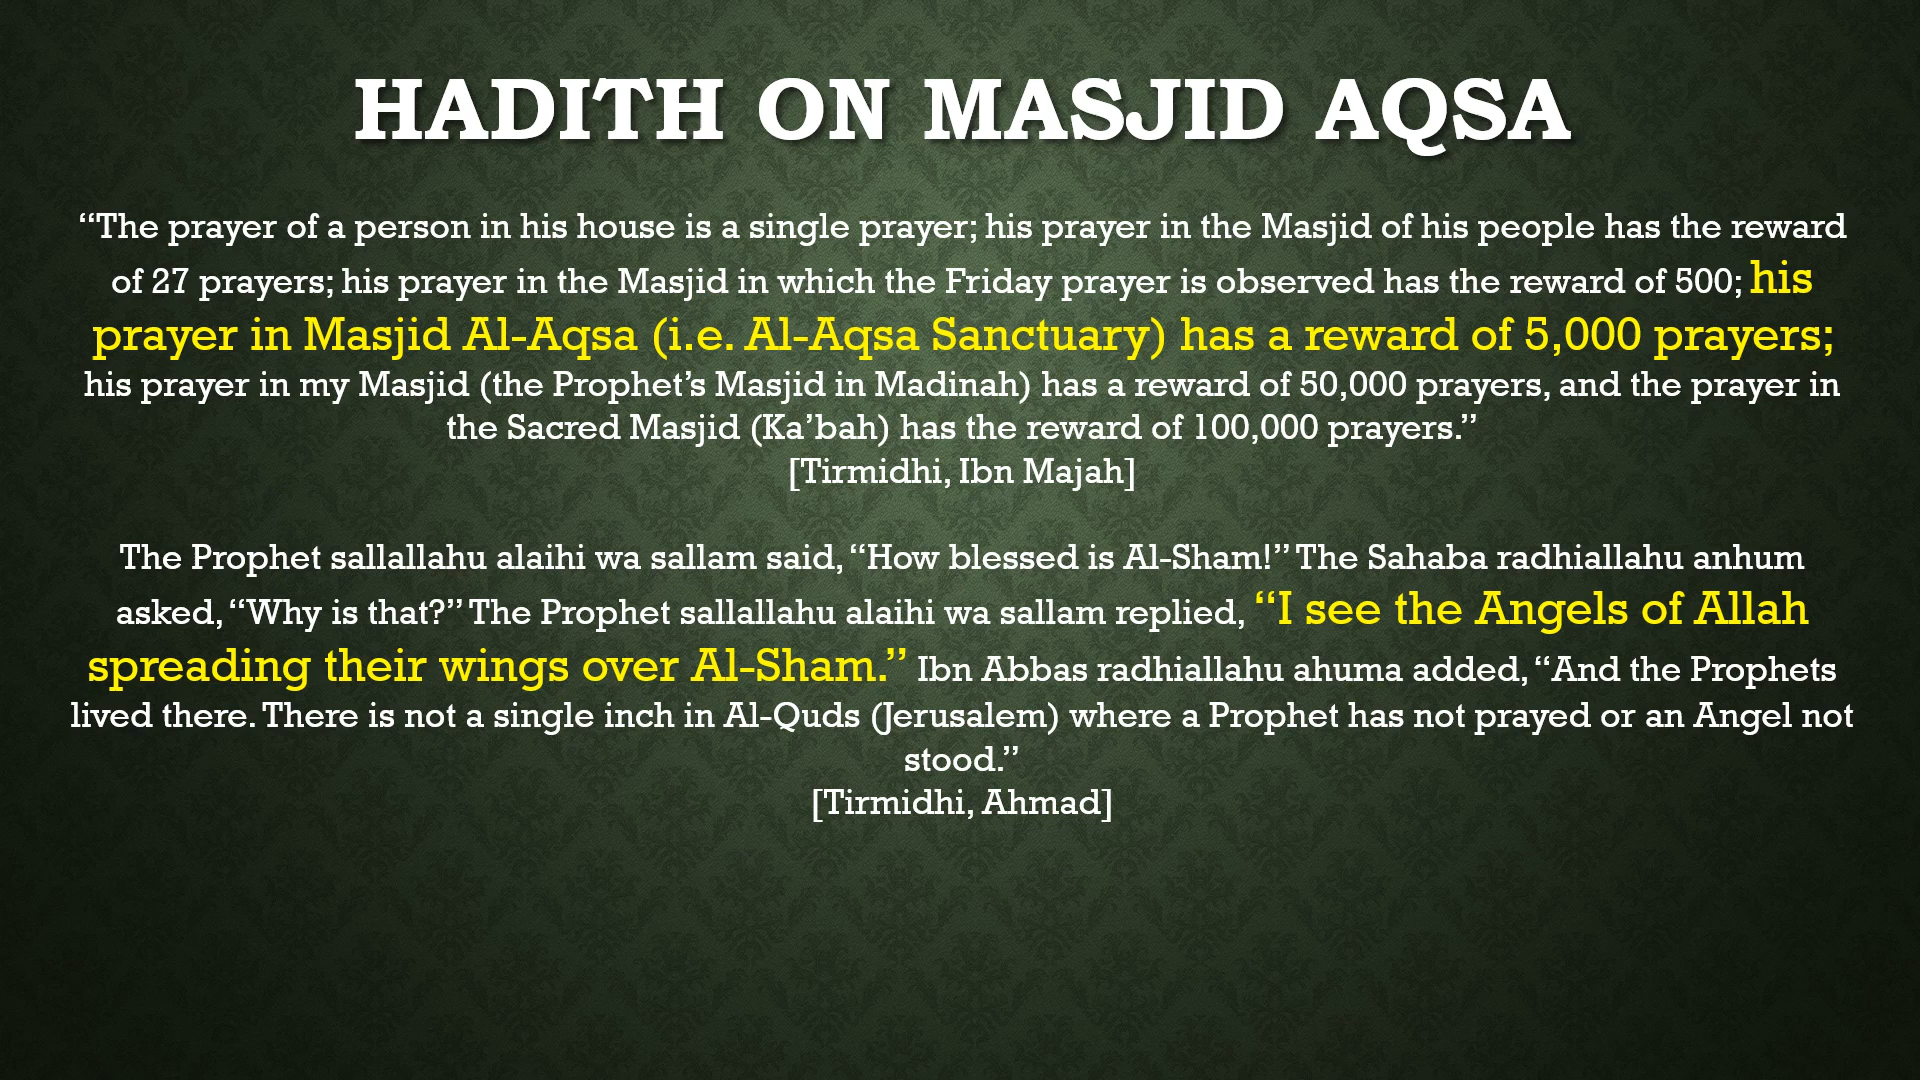 HADITH ON MASJID AQSA
“The prayer of a person in his house is a single prayer; his prayer in the Masjid of his people has the reward
of 27 prayers; his prayer in the Masjid in which the Friday prayer is observed has the reward of 500; his
prayer in Masjid Al-Aqsa (i.e. Al-Aqsa Sanctuary) has a reward of 5,000 prayers;
his prayer in my Masjid (the Prophet’s Masjid in Madinah) has a reward of 50,000 prayers, and the prayer in
the Sacred Masjid (Ka’bah) has the reward of 100,000 prayers.”
[Tirmidhi, Ibn Majah]
The Prophet sallallahu alaihi wa sallam said, “How blessed is Al-Sham!” The Sahaba radhiallahu anhum
asked, “Why is that?” The Prophet sallallahu alaihi wa sallam replied, “I see the Angels of Allah
spreading their wings over Al-Sham.” Ibn Abbas radhiallahu ahuma added, “And the Prophets
lived there. There is not a single inch in Al-Quds (Jerusalem) where a Prophet has not prayed or an Angel not
stood.”
[Tirmidhi, Ahmad]